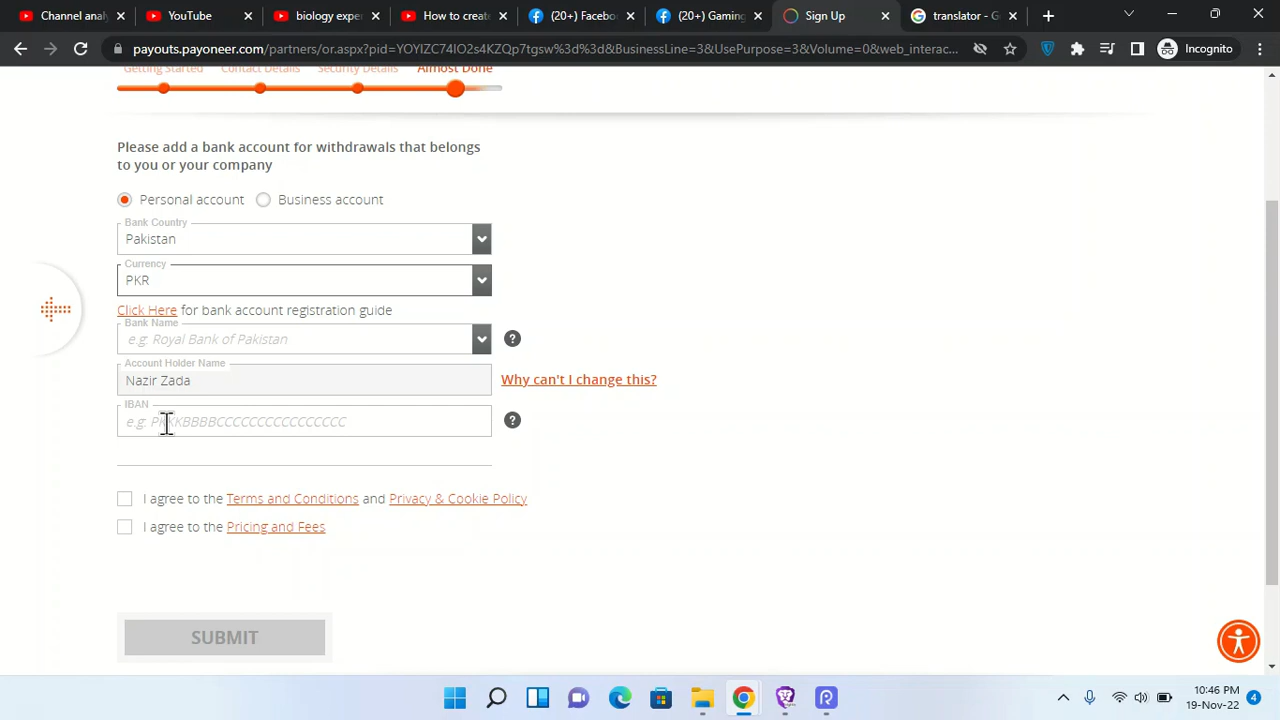 Channel analy
YouTube
biology expe
How to create
(20+) Facebo
(20+) Gaming
Sign Up
translator - G
payouts.payoneer.com/partners/or.aspx?pid=YOYIZC74IO2s4KZQp7tgsw%3d%3d&BusinessLine=3&UsePurpose=3&Volume=0&web_interac...
Incognito
Getting Started Contact Details Security Details Almost Done
Please add a bank account for withdrawals that belongs
to you or your company
Personal account Business account
Bank Country
Pakistan
Currency
PKR
Click Here for bank account registration guide
Bank Name
e.g: Royal Bank of Pakistan
?
Account Holder Name
Nazir Zada
Why can't I change this?
IBAN
e.g: PKKKBBBBCCCCCCCCCCCCCCCC
?
I agree to the Terms and Conditions and Privacy & Cookie Policy
I agree to the Pricing and Fees
SUBMIT
10:46 PM
19-Nov-22
4